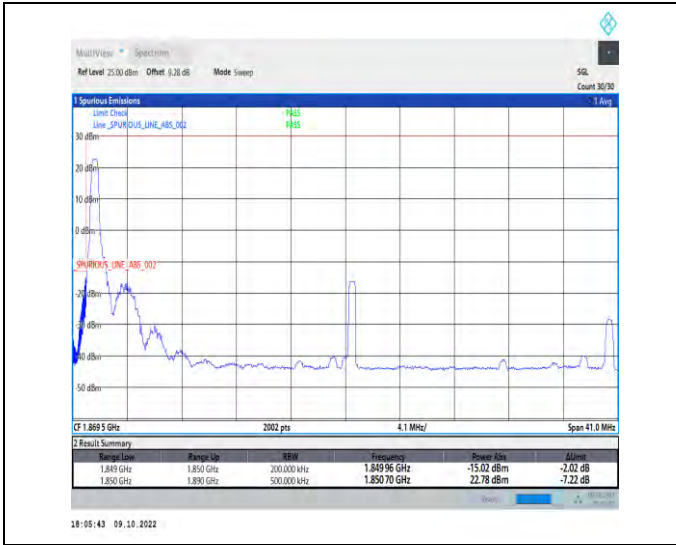 MultiView Spectrum
Ref Level 25.00 dBm Offset 9.28 dB Mode Sweep SGL
Count 30/30
1 Spurious Emissions 1 Avg
Limit Check PASS
Line _SPURIOUS_LINE_ABS_002 PASS
30 dBm
20 dBm
10 dBm
0 dBm
_SPURIOUS_LINE_ABS_002
-20 dBm
-30 dBm
-40 dBm
-50 dBm
CF 1.869 5 GHz 2002 pts 4.1 MHz/ Span 41.0 MHz
2 Result Summary
Range Low Range Up RBW Frequency Power Abs ΔLimit
1.849 GHz 1.850 GHz 200.000 kHz 1.849 96 GHz -15.02 dBm -2.02 dB
1.850 GHz 1.890 GHz 500.000 kHz 1.850 70 GHz 22.78 dBm -7.22 dB
18:05:43 09.10.2022